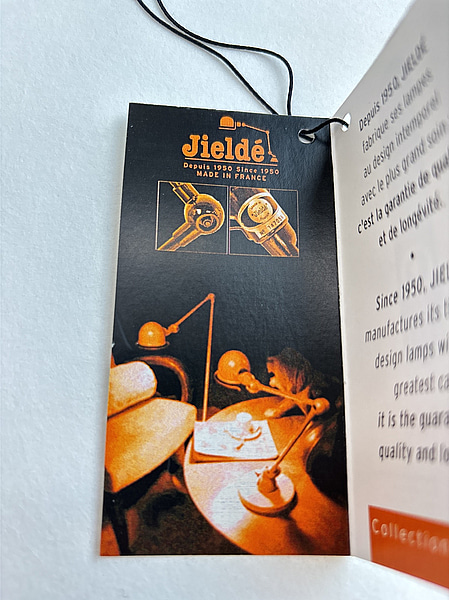 Jieldé
Depuis 1950 Since 1950
MADE IN FRANCE
Jieldé
Depuis 1950, JIELDÉ
fabrique ses lampes
au design intemporel
avec le plus grand soin
c'est la garantie de
et de longévité.
Since 1950,
manufactures its
design lamps
greatest
it is the
quality and
Collection